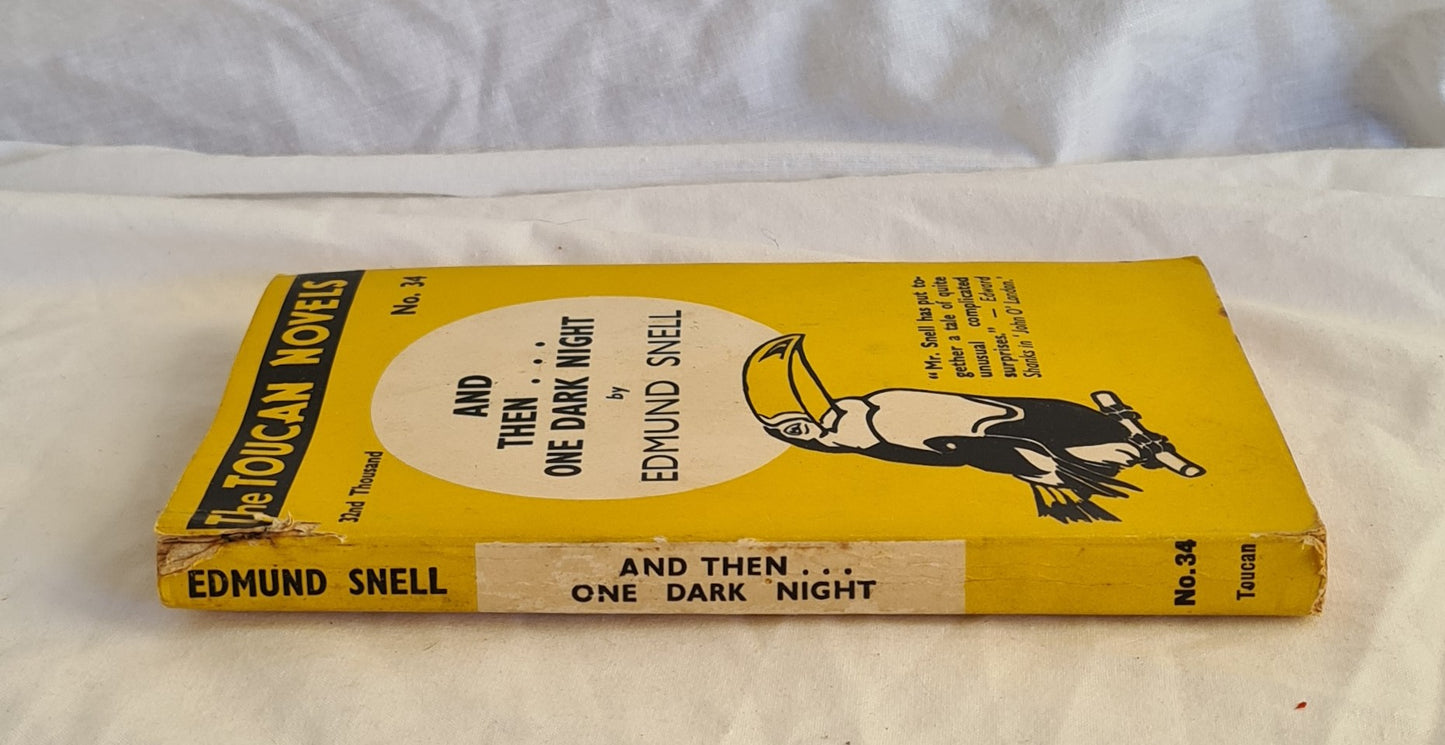 The TOUCAN NOVELS
No. 34
32nd Thousand
AND
THEN . . .
ONE DARK NIGHT
by
EDMUND SNELL
"Mr. Snell has put to-
gether a tale of quite
unusual complicated
surprises." — Edward
Shanks in 'John O' London.'
EDMUND SNELL
AND THEN . . .
ONE DARK NIGHT
No. 34
Toucan